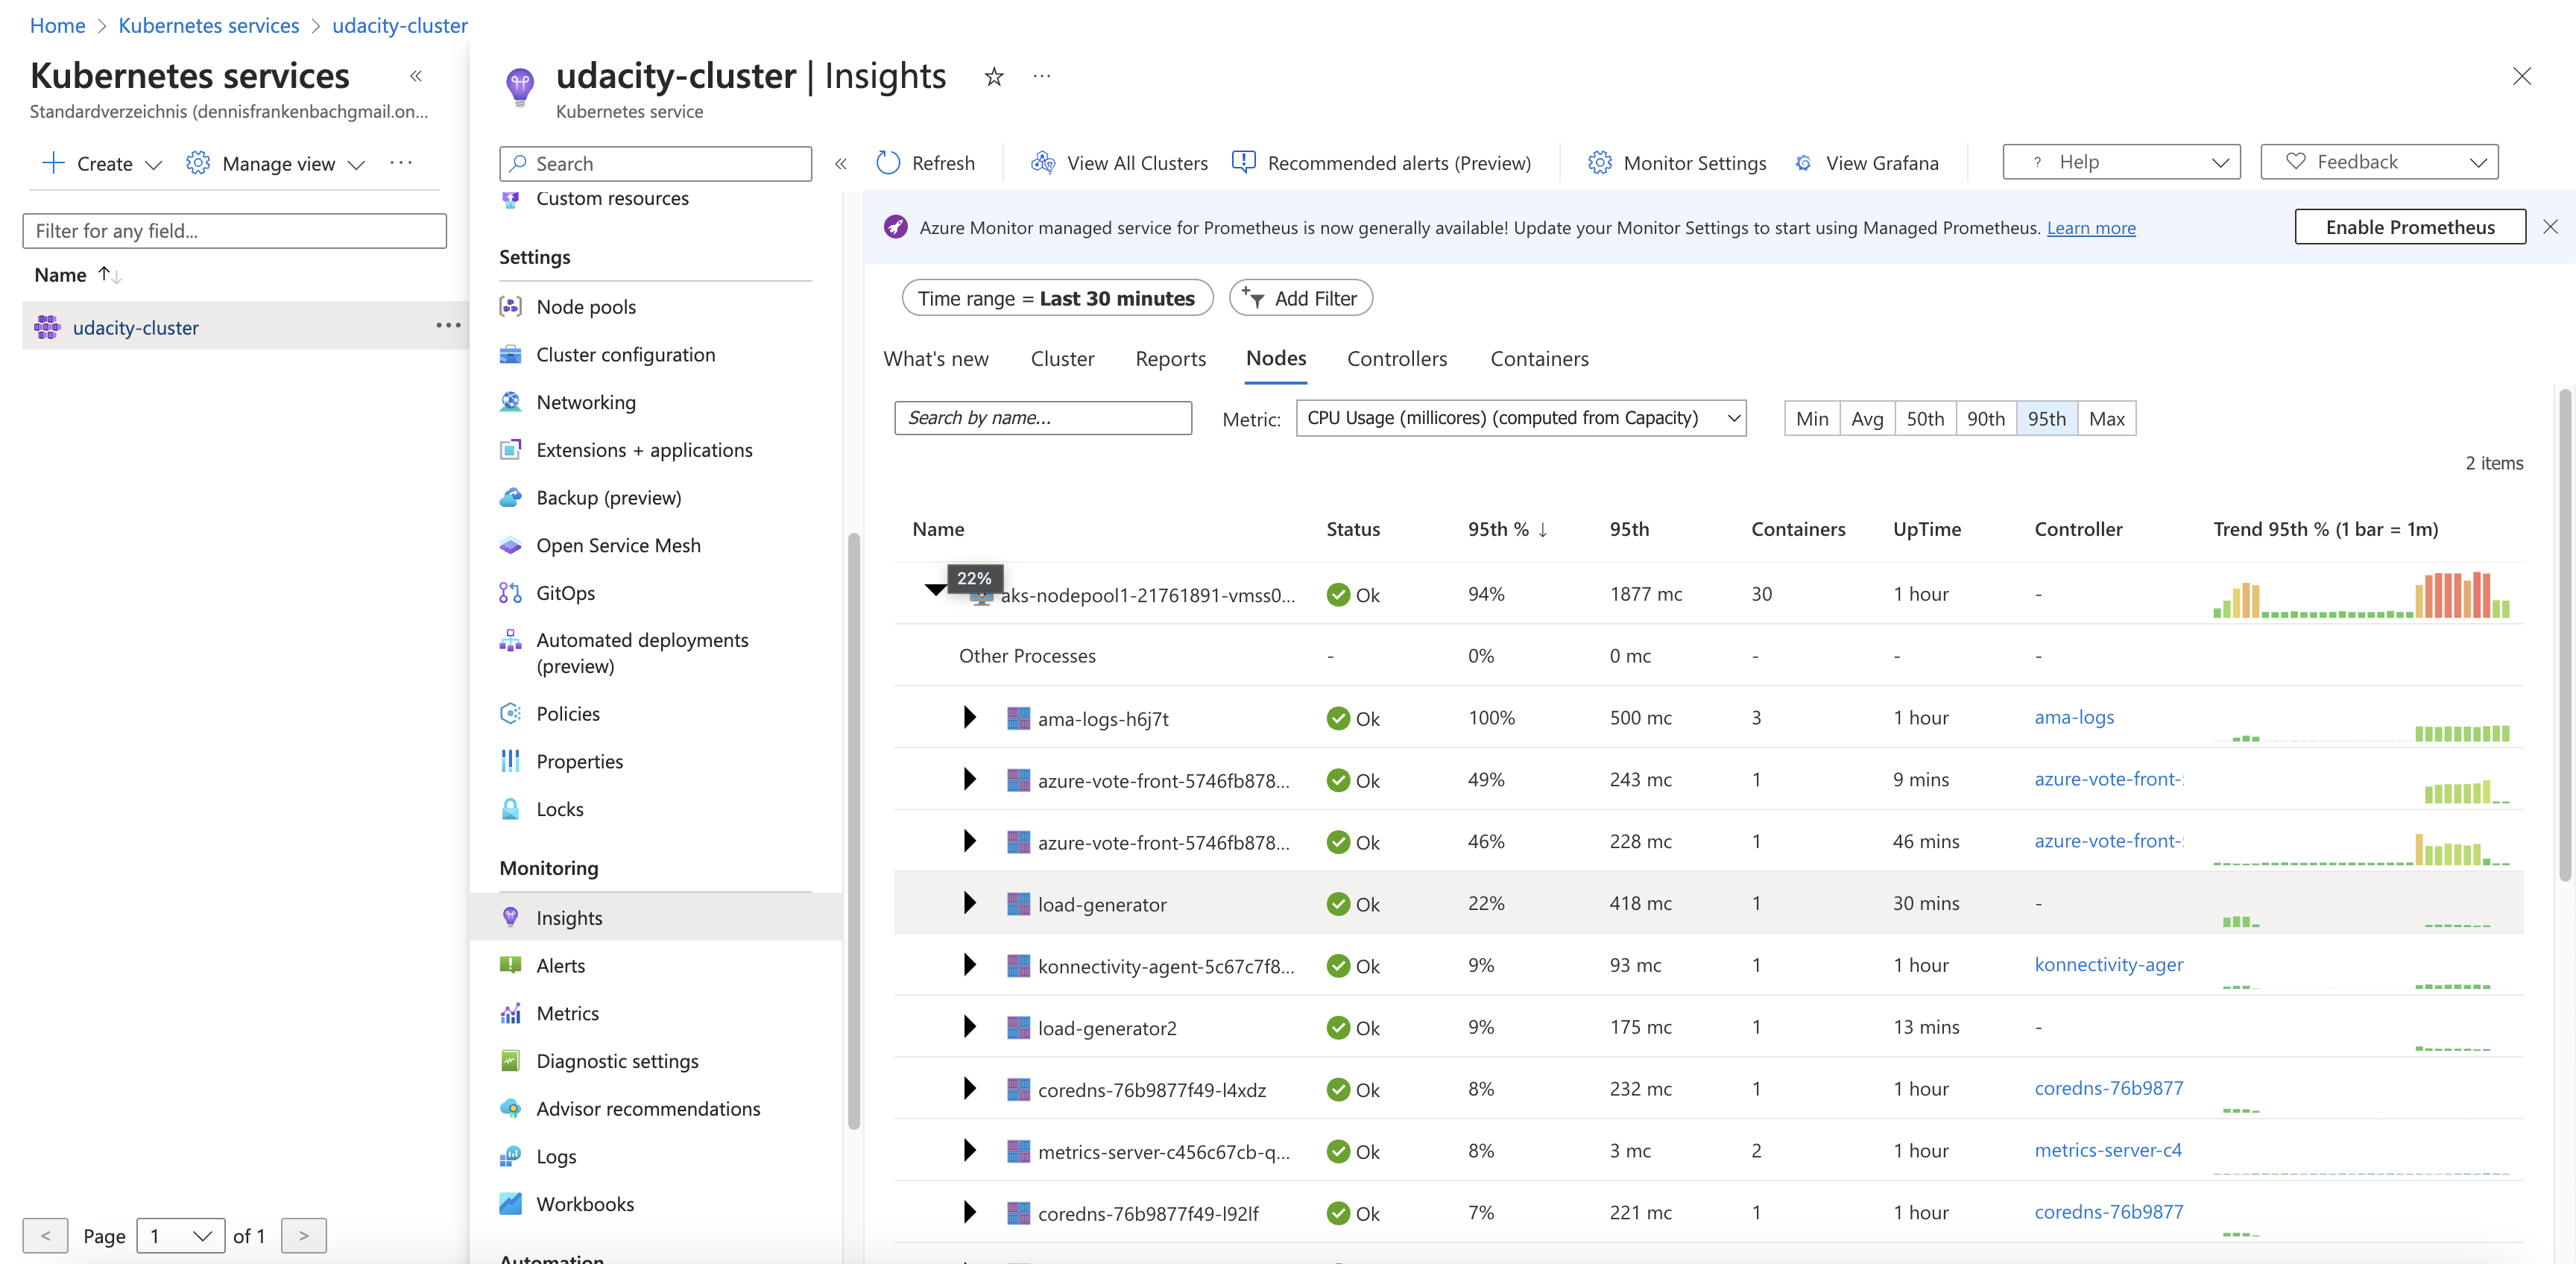 Home > Kubernetes services > udacity-cluster
Kubernetes services «
Standardverzeichnis (dennisfrankenbachgmail.on...
Create Manage view ...
Filter for any field...
Name ↑↓
udacity-cluster ...
< Page 1 of 1 >
udacity-cluster | Insights ...
Kubernetes service
Search «
Custom resources
Settings
Node pools
Cluster configuration
Networking
Extensions + applications
Backup (preview)
Open Service Mesh
GitOps
Automated deployments
(preview)
Policies
Properties
Locks
Monitoring
Insights
Alerts
Metrics
Diagnostic settings
Advisor recommendations
Logs
Workbooks
Automation
Refresh View All Clusters Recommended alerts (Preview) Monitor Settings View Grafana ? Help Feedback
Azure Monitor managed service for Prometheus is now generally available! Update your Monitor Settings to start using Managed Prometheus. Learn more Enable Prometheus
Time range = Last 30 minutes Add Filter
What's new Cluster Reports Nodes Controllers Containers
Search by name... Metric: CPU Usage (millicores) (computed from Capacity) Min Avg 50th 90th 95th Max
2 items
Name Status 95th % ↓ 95th Containers UpTime Controller Trend 95th % (1 bar = 1m)
22%
aks-nodepool1-21761891-vmss0... Ok 94% 1877 mc 30 1 hour -
Other Processes - 0% 0 mc - - -
ama-logs-h6j7t Ok 100% 500 mc 3 1 hour ama-logs
azure-vote-front-5746fb878... Ok 49% 243 mc 1 9 mins azure-vote-front-
azure-vote-front-5746fb878... Ok 46% 228 mc 1 46 mins azure-vote-front-
load-generator Ok 22% 418 mc 1 30 mins -
konnectivity-agent-5c67c7f8... Ok 9% 93 mc 1 1 hour konnectivity-ager
load-generator2 Ok 9% 175 mc 1 13 mins -
coredns-76b9877f49-l4xdz Ok 8% 232 mc 1 1 hour coredns-76b9877
metrics-server-c456c67cb-q... Ok 8% 3 mc 2 1 hour metrics-server-c4
coredns-76b9877f49-l92lf Ok 7% 221 mc 1 1 hour coredns-76b9877